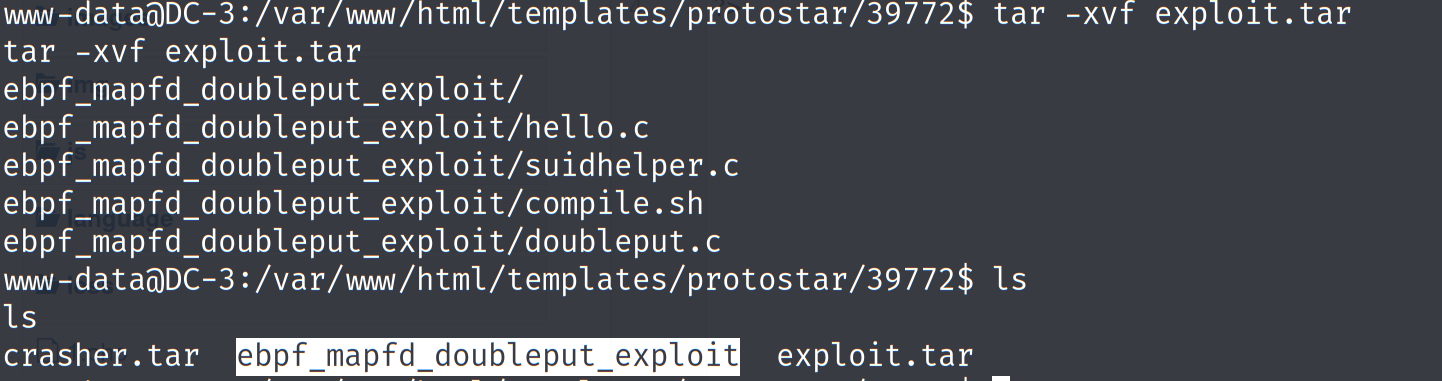 www-data@DC-3:/var/www/html/templates/protostar/39772$ tar -xvf exploit.tar
tar -xvf exploit.tar
ebpf_mapfd_doubleput_exploit/
ebpf_mapfd_doubleput_exploit/hello.c
ebpf_mapfd_doubleput_exploit/suidhelper.c
ebpf_mapfd_doubleput_exploit/compile.sh
ebpf_mapfd_doubleput_exploit/doubleput.c
www-data@DC-3:/var/www/html/templates/protostar/39772$ ls
ls
crasher.tar  ebpf_mapfd_doubleput_exploit  exploit.tar